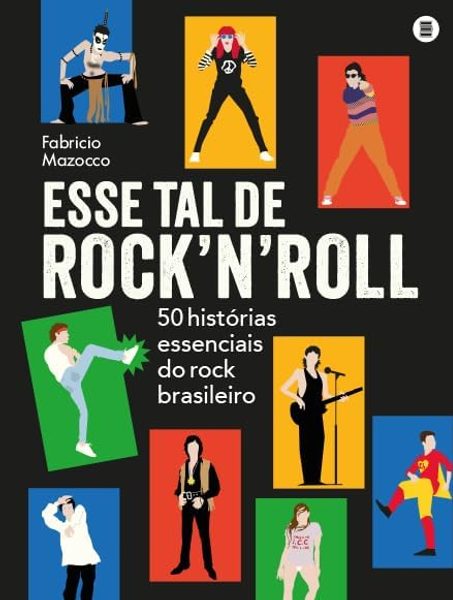 Fabricio
Mazocco
ESSE TAL DE
ROCK'N'ROLL
50 histórias
essenciais
do rock
brasileiro